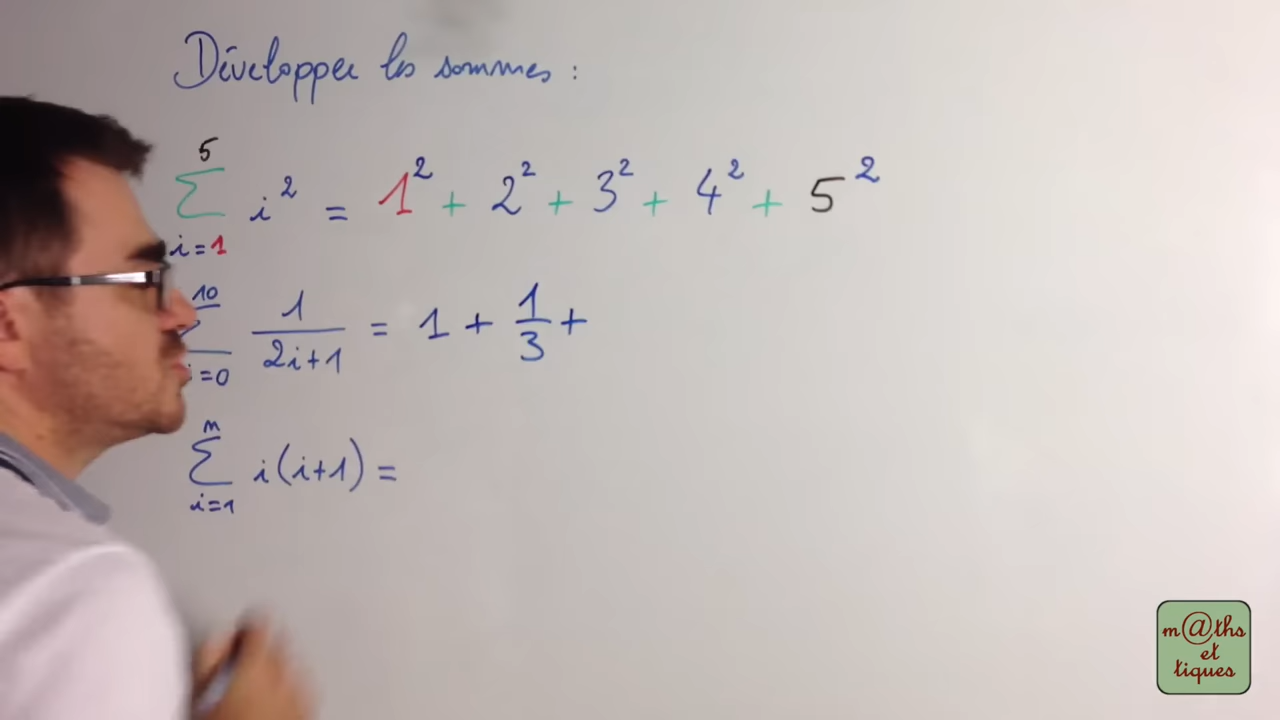 Développer les sommes :
5
∑ i² = 1² + 2² + 3² + 4² + 5²
i=1
10
∑ 1/(2i+1) = 1 + 1/3 +
i=0
n
∑ i(i+1) =
i=1
m@ths
et
tiques